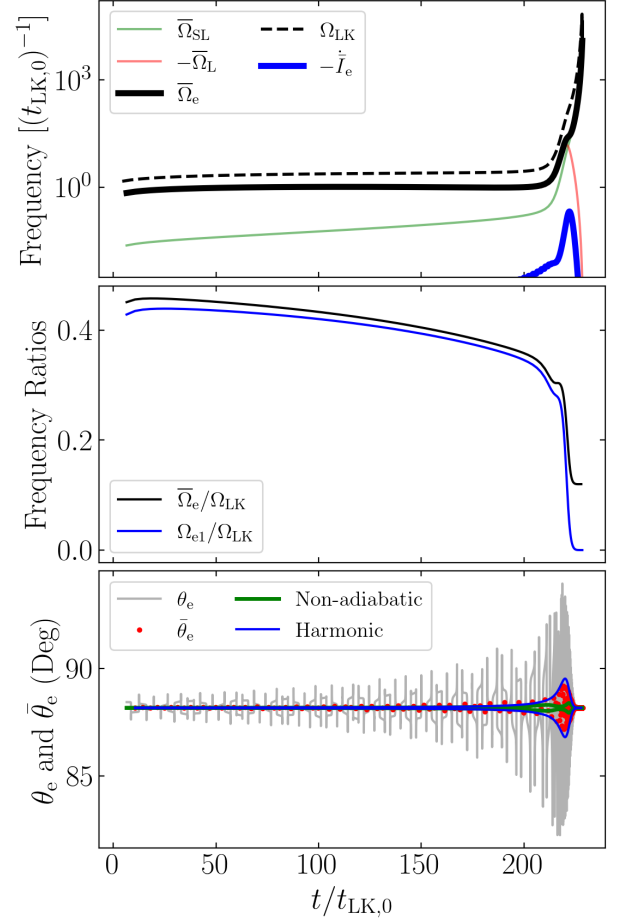 Frequency [(t_LK,0)^−1]
10^3
10^0
Ω̅_SL
−Ω̅_L
Ω̅_e
Ω_LK
−İ̅_e
Frequency Ratios
0.4
0.2
0.0
Ω̅_e/Ω_LK
Ω_e1/Ω_LK
θ_e and θ̄_e (Deg)
90
85
θ_e
θ̄_e
Non-adiabatic
Harmonic
0 50 100 150 200
t/t_LK,0